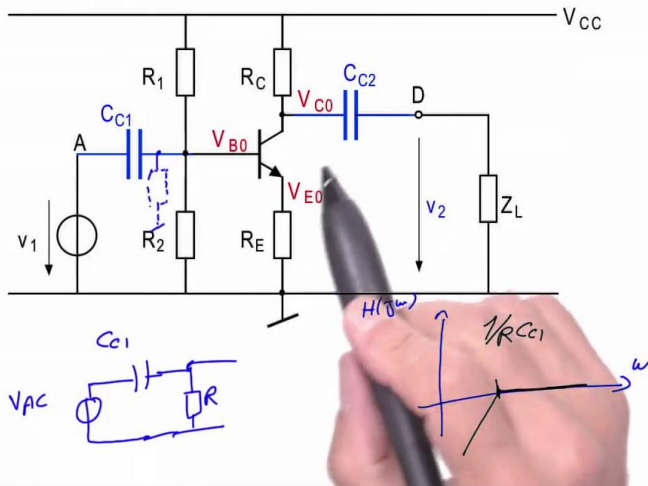 VCC
R1
RC
CC2
CC1
VC0
D
A
VB0
VE0
v1
R2
RE
v2
ZL
H(jω)
1/RCC1
CC1
ω
VAC
R